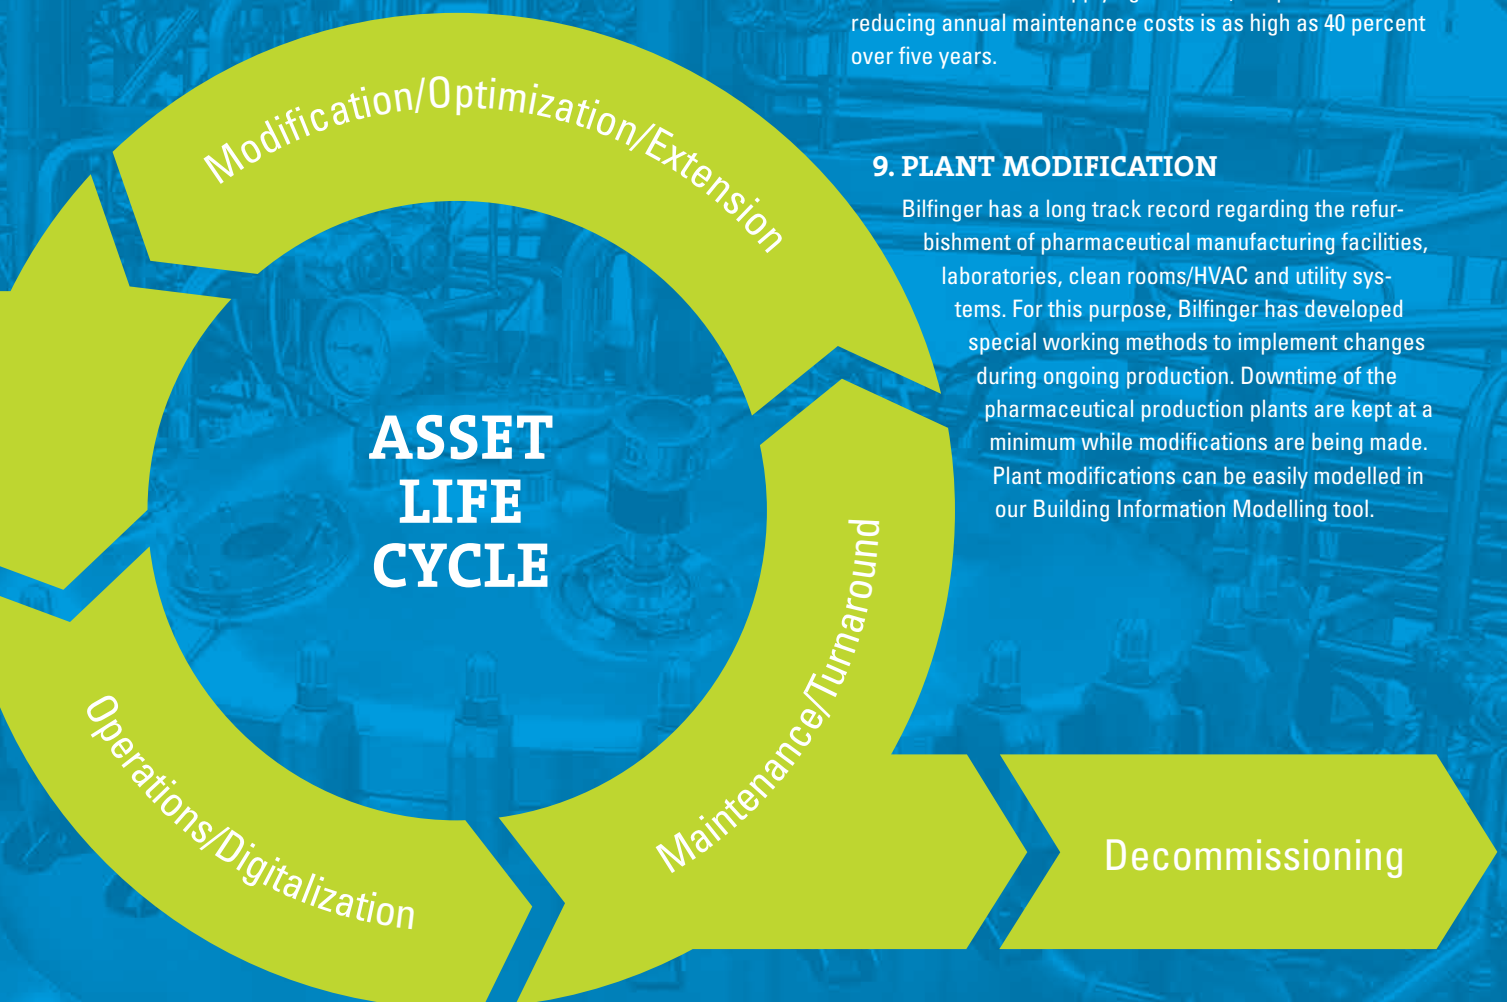 reducing annual maintenance costs is as high as 40 percent
over five years.
Modification/Optimization/Extension
9. PLANT MODIFICATION
Bilfinger has a long track record regarding the refur-
bishment of pharmaceutical manufacturing facilities,
laboratories, clean rooms/HVAC and utility sys-
tems. For this purpose, Bilfinger has developed
special working methods to implement changes
during ongoing production. Downtime of the
pharmaceutical production plants are kept at a
minimum while modifications are being made.
Plant modifications can be easily modelled in
our Building Information Modelling tool.
ASSET
LIFE
CYCLE
Maintenance/Turnaround
Operations/Digitalization
Decommissioning